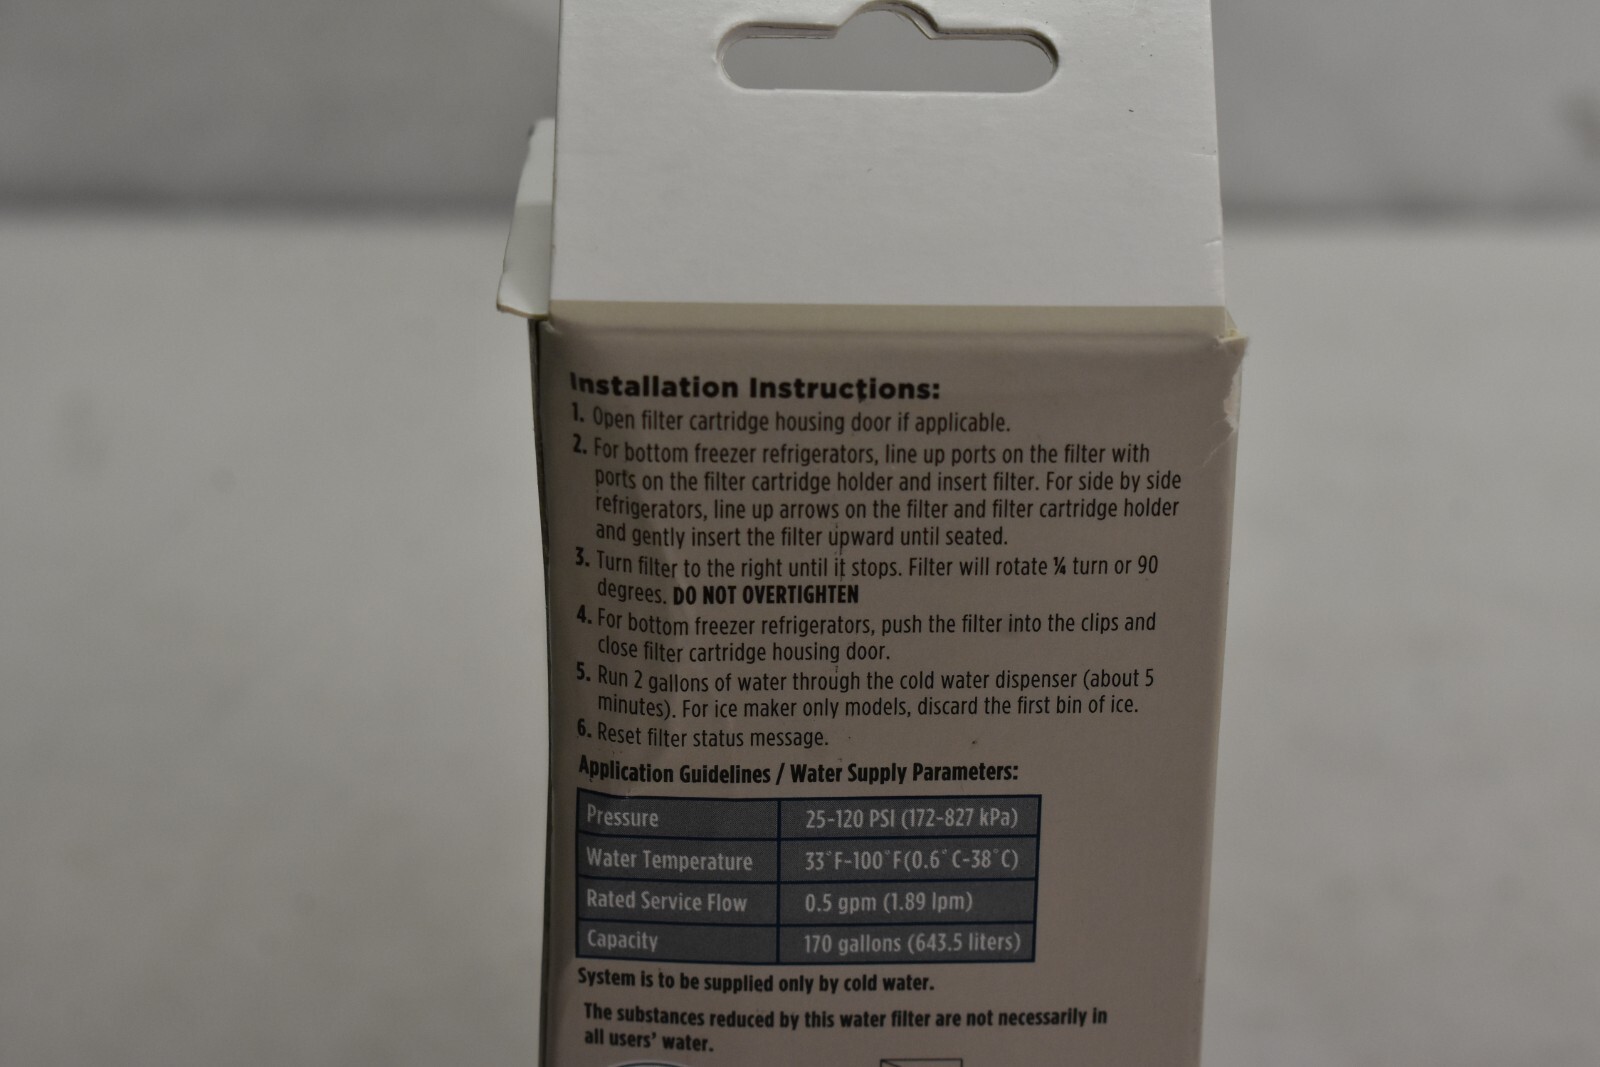 Installation Instructions:
1. Open filter cartridge housing door if applicable.
2. For bottom freezer refrigerators, line up ports on the filter with
ports on the filter cartridge holder and insert filter. For side by side
refrigerators, line up arrows on the filter and filter cartridge holder
and gently insert the filter upward until seated.
3. Turn filter to the right until it stops. Filter will rotate ¼ turn or 90
degrees. DO NOT OVERTIGHTEN
4. For bottom freezer refrigerators, push the filter into the clips and
close filter cartridge housing door.
5. Run 2 gallons of water through the cold water dispenser (about 5
minutes). For ice maker only models, discard the first bin of ice.
6. Reset filter status message.
Application Guidelines / Water Supply Parameters:
Pressure 25-120 PSI (172-827 kPa)
Water Temperature 33°F-100°F(0.6° C-38°C)
Rated Service Flow 0.5 gpm (1.89 lpm)
Capacity 170 gallons (643.5 liters)
System is to be supplied only by cold water.
The substances reduced by this water filter are not necessarily in
all users' water.